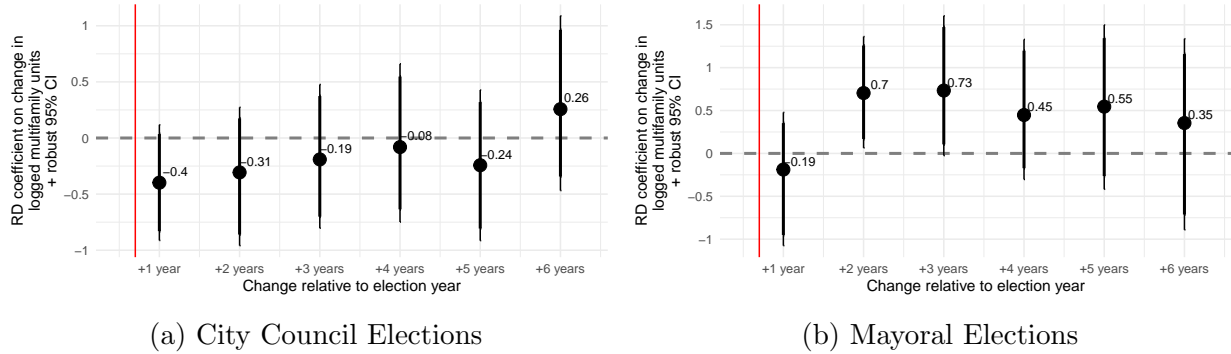 RD coefficient on change in
logged multifamily units
+ robust 95% CI
1
0.5
0
−0.5
−1
−0.4
−0.31
−0.19
−0.08
−0.24
0.26
+1 year +2 years +3 years +4 years +5 years +6 years
Change relative to election year
(a) City Council Elections
RD coefficient on change in
logged multifamily units
+ robust 95% CI
1.5
1
0.5
0
−0.5
−1
−0.19
0.7
0.73
0.45
0.55
0.35
+1 year +2 years +3 years +4 years +5 years +6 years
Change relative to election year
(b) Mayoral Elections